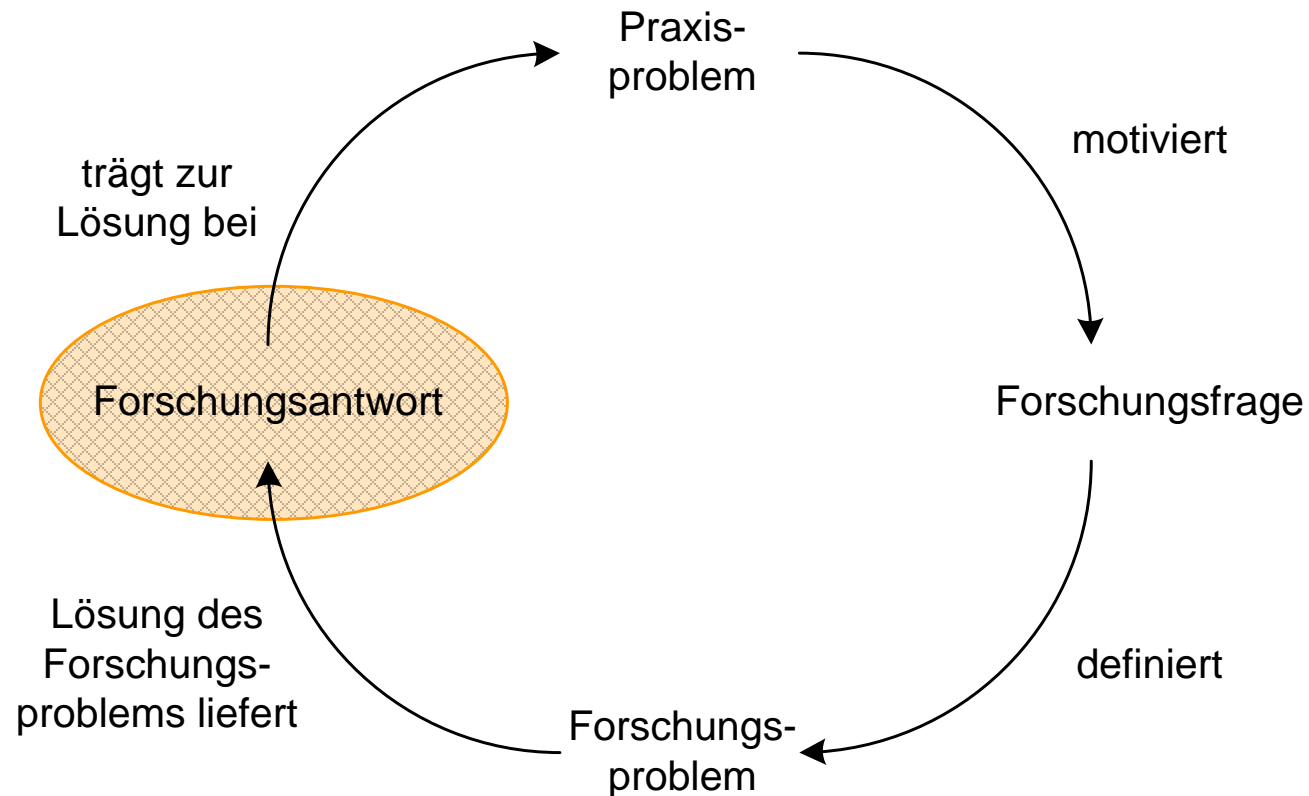 Praxis-
problem
motiviert
trägt zur
Lösung bei
Forschungsantwort
Forschungsfrage
Lösung des
Forschungs-
problems liefert
definiert
Forschungs-
problem